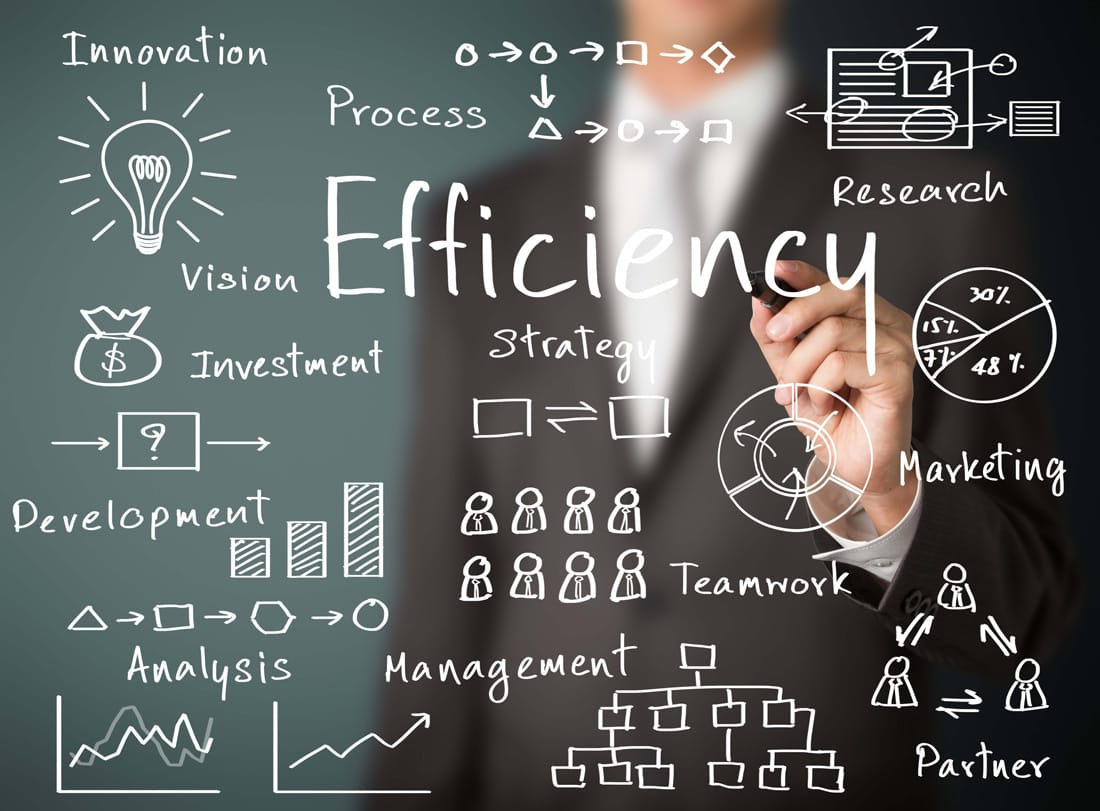 Innovation
Process
Research
Efficiency
Vision
$
Investment
Strategy
30%
15%
7%
48%
?
Marketing
Development
Teamwork
Analysis
Management
Partner